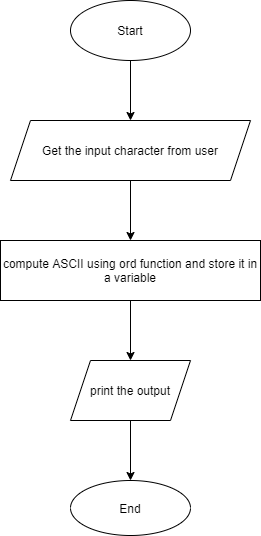 Start
Get the input character from user
compute ASCII using ord function and store it in
a variable
print the output
End